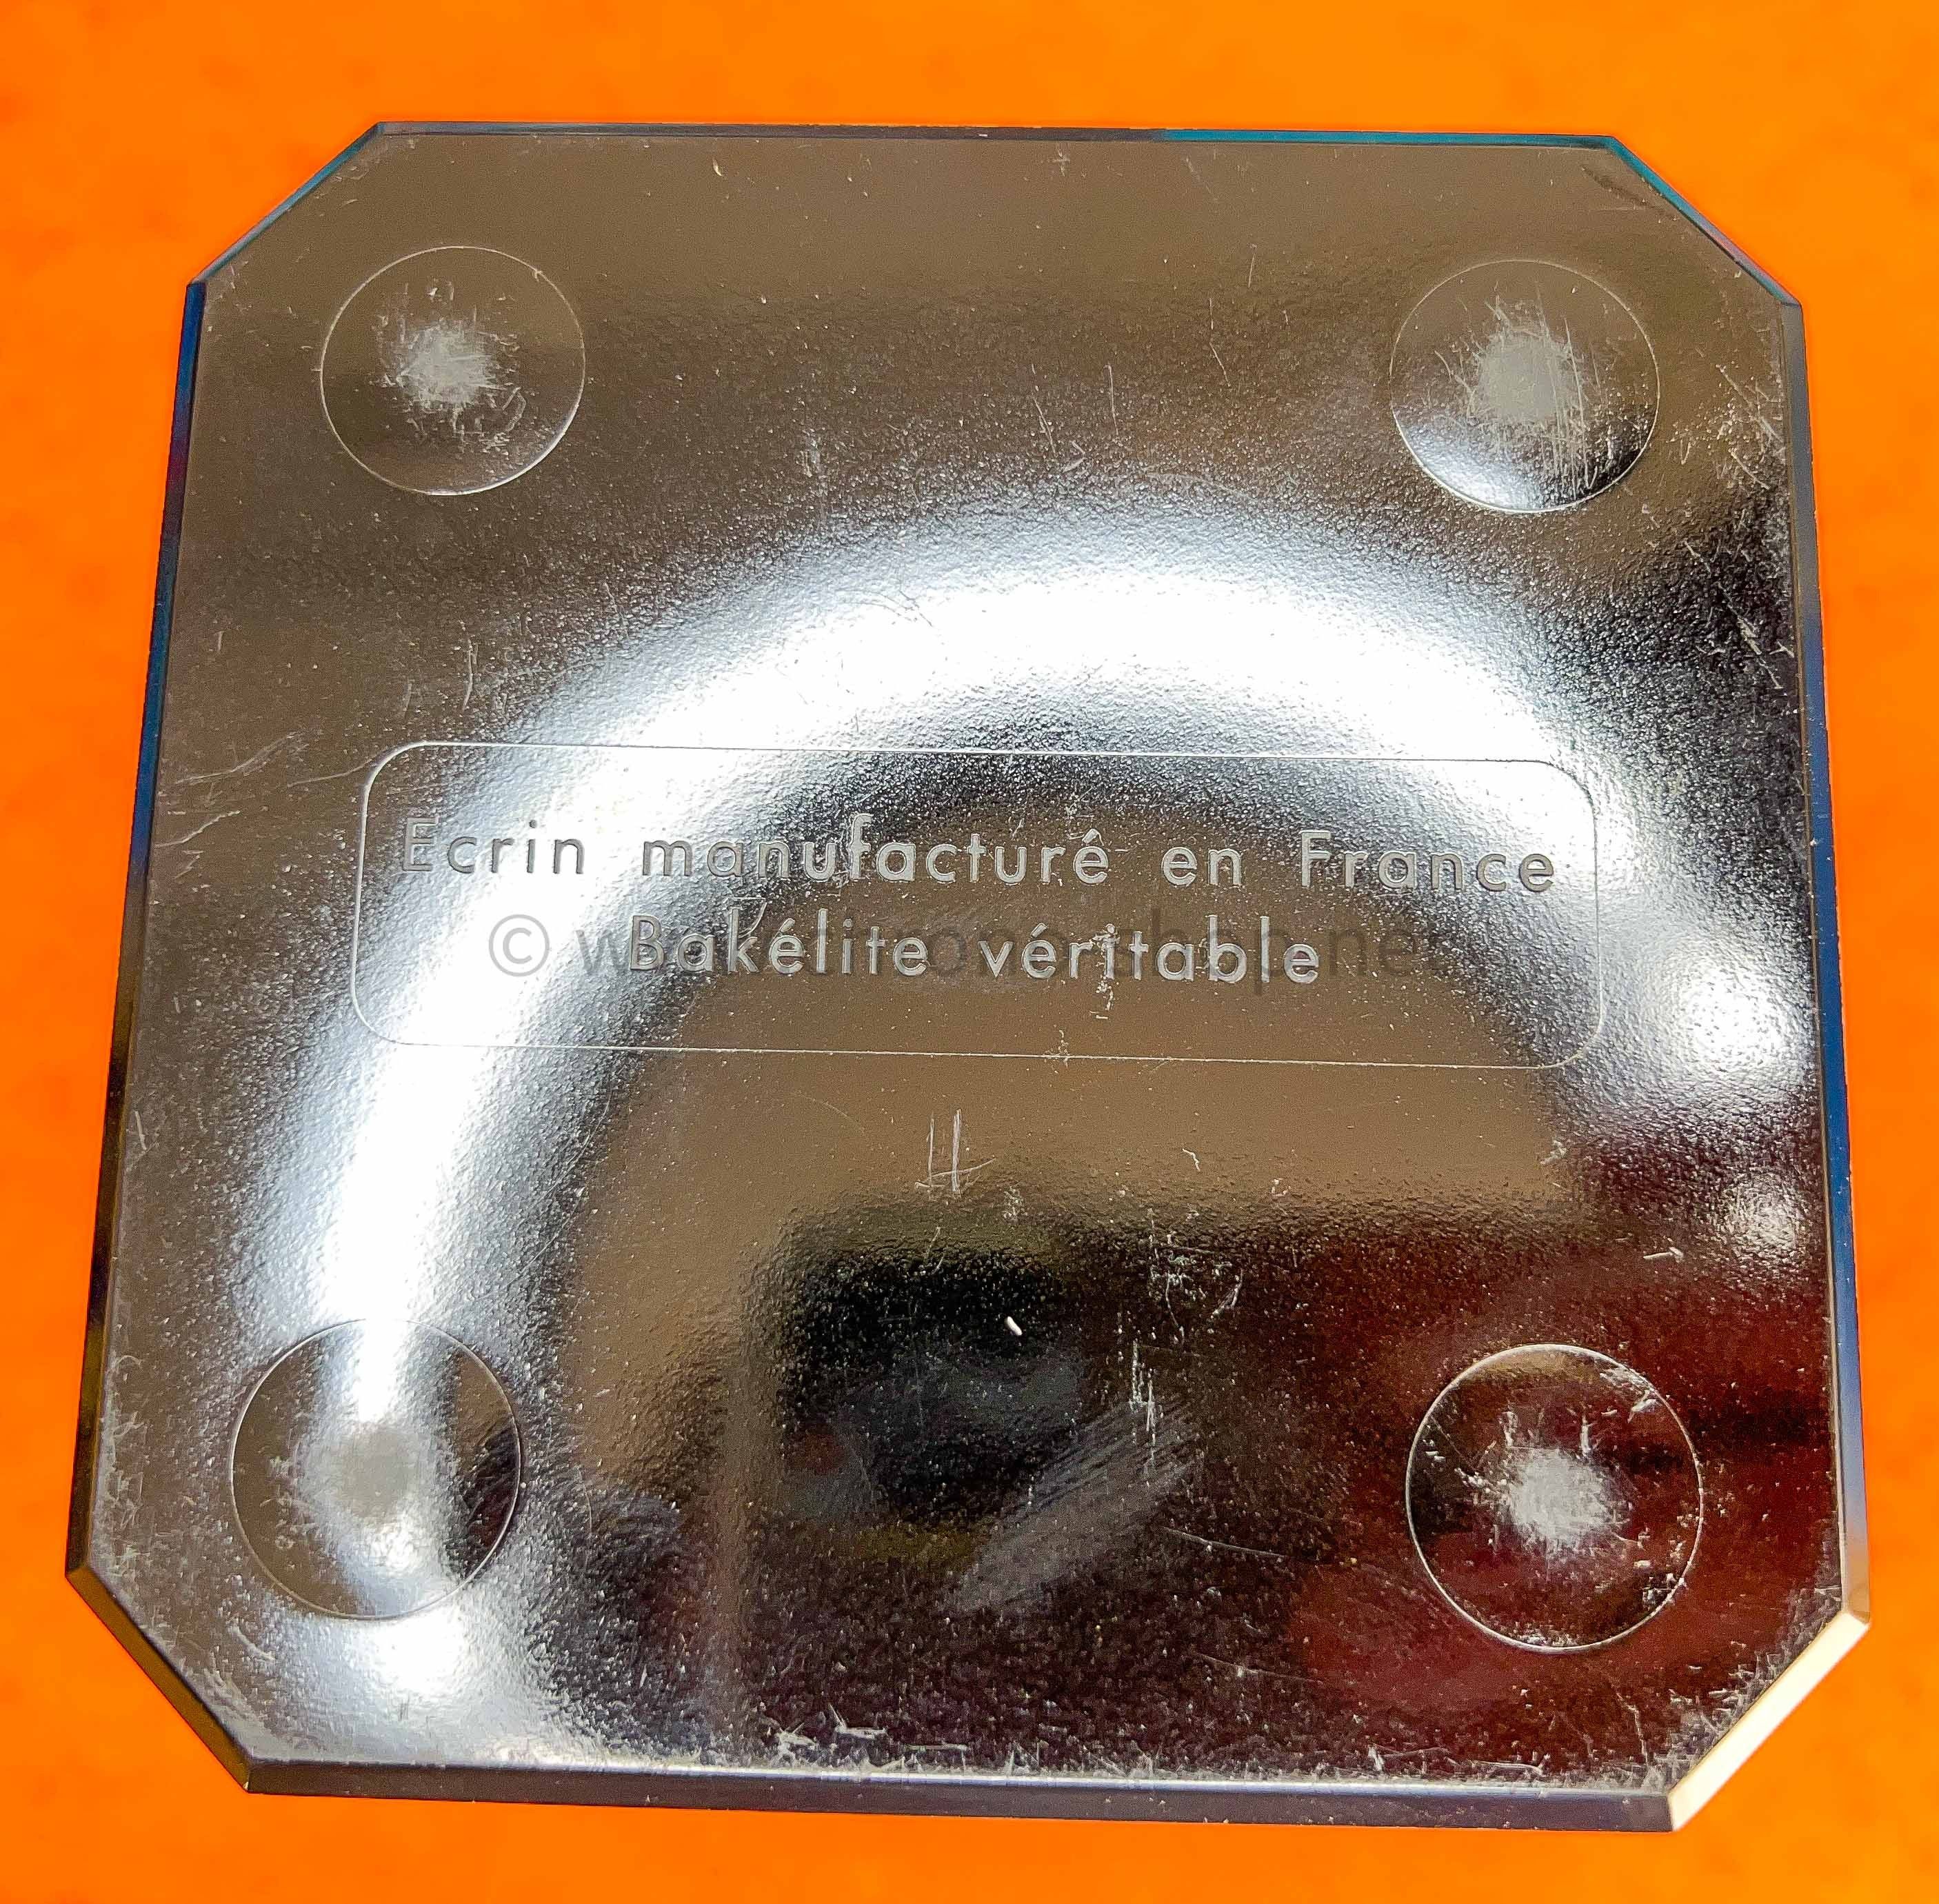 Ecrin manufacturé en France
Bakélite véritable